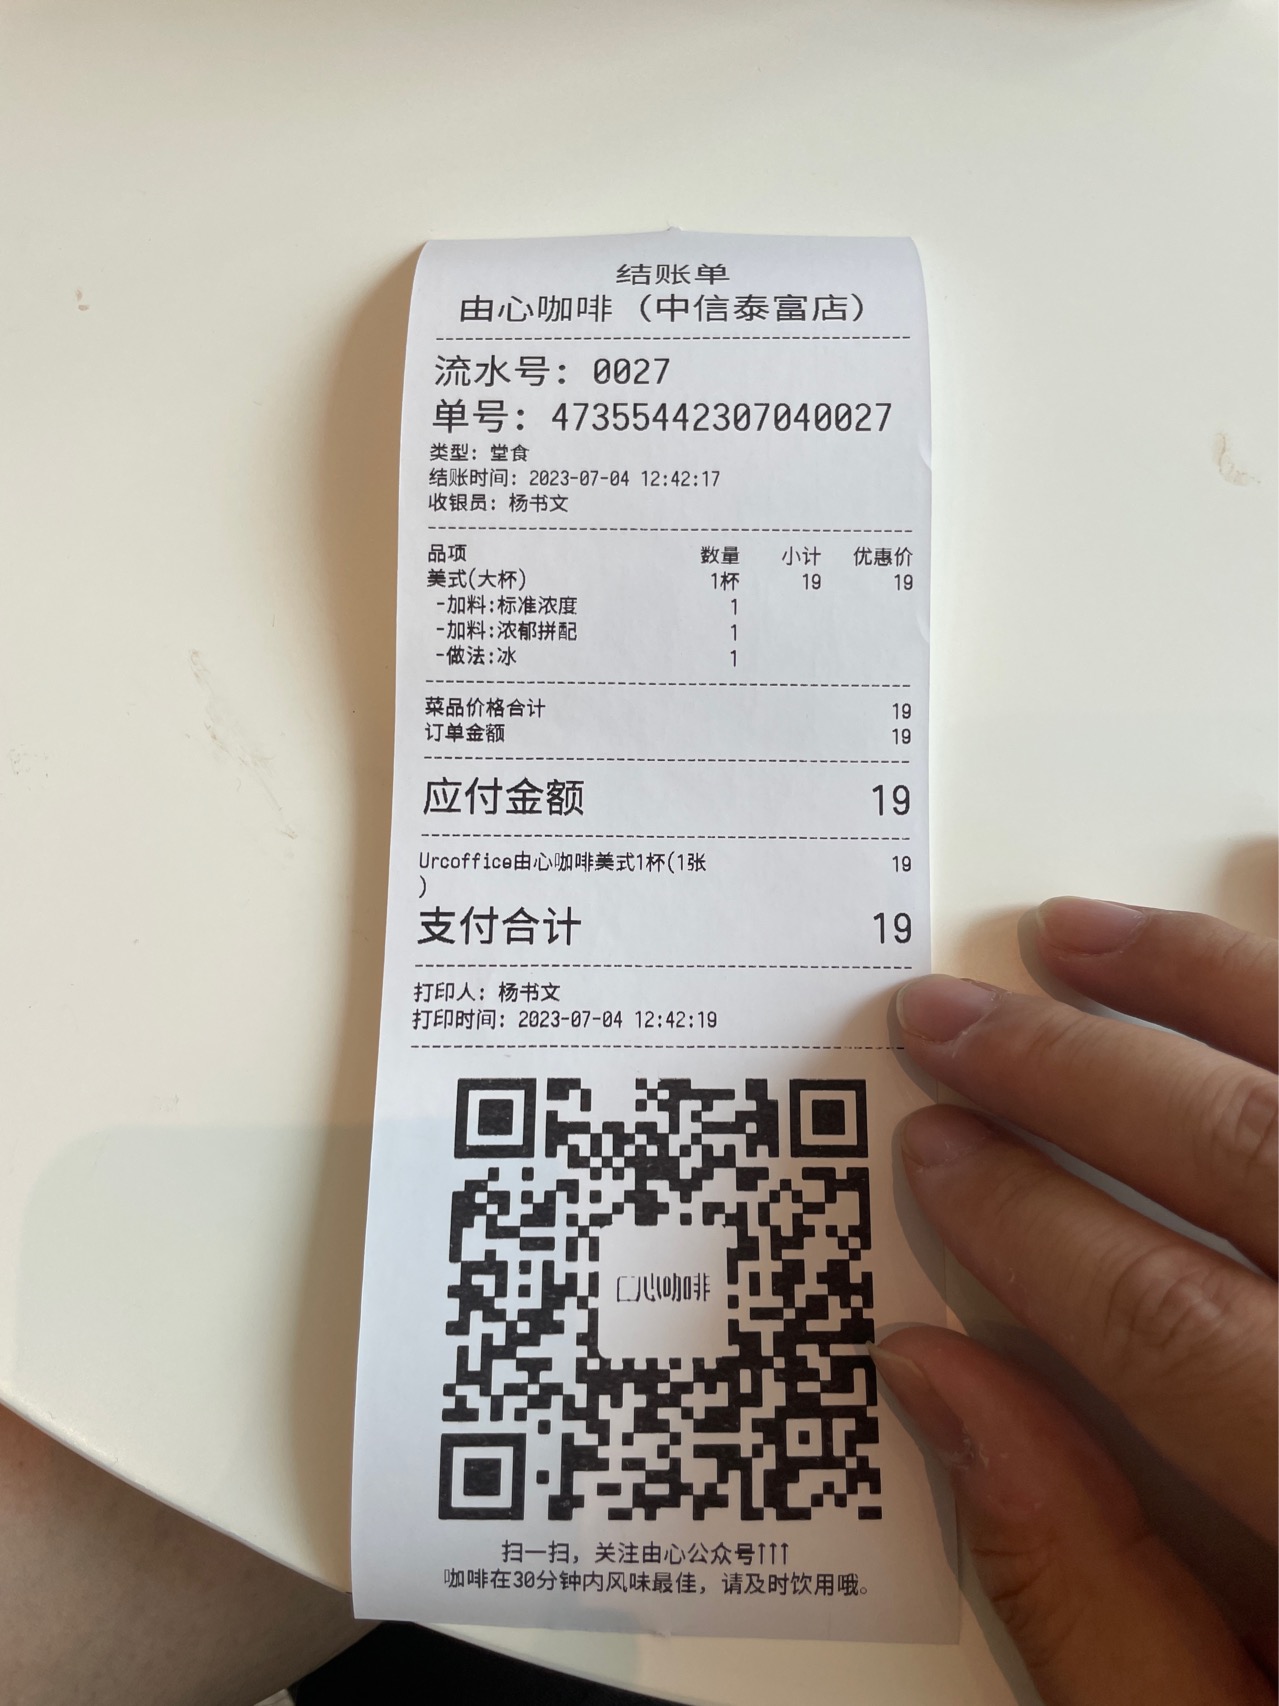 结账单
由心咖啡（中信泰富店）
流水号：0027
单号：47355442307040027
类型：堂食
结账时间：2023-07-04 12:42:17
收银员：杨书文
品项 数量 小计 优惠价
美式(大杯) 1杯 19 19
-加料:标准浓度 1
-加料:浓郁拼配 1
-做法:冰 1
菜品价格合计 19
订单金额 19
应付金额 19
Urcoffice由心咖啡美式1杯(1张 19
)
支付合计 19
打印人：杨书文
打印时间：2023-07-04 12:42:19
心咖啡
扫一扫，关注由心公众号↑↑↑
咖啡在30分钟内风味最佳，请及时饮用哦。